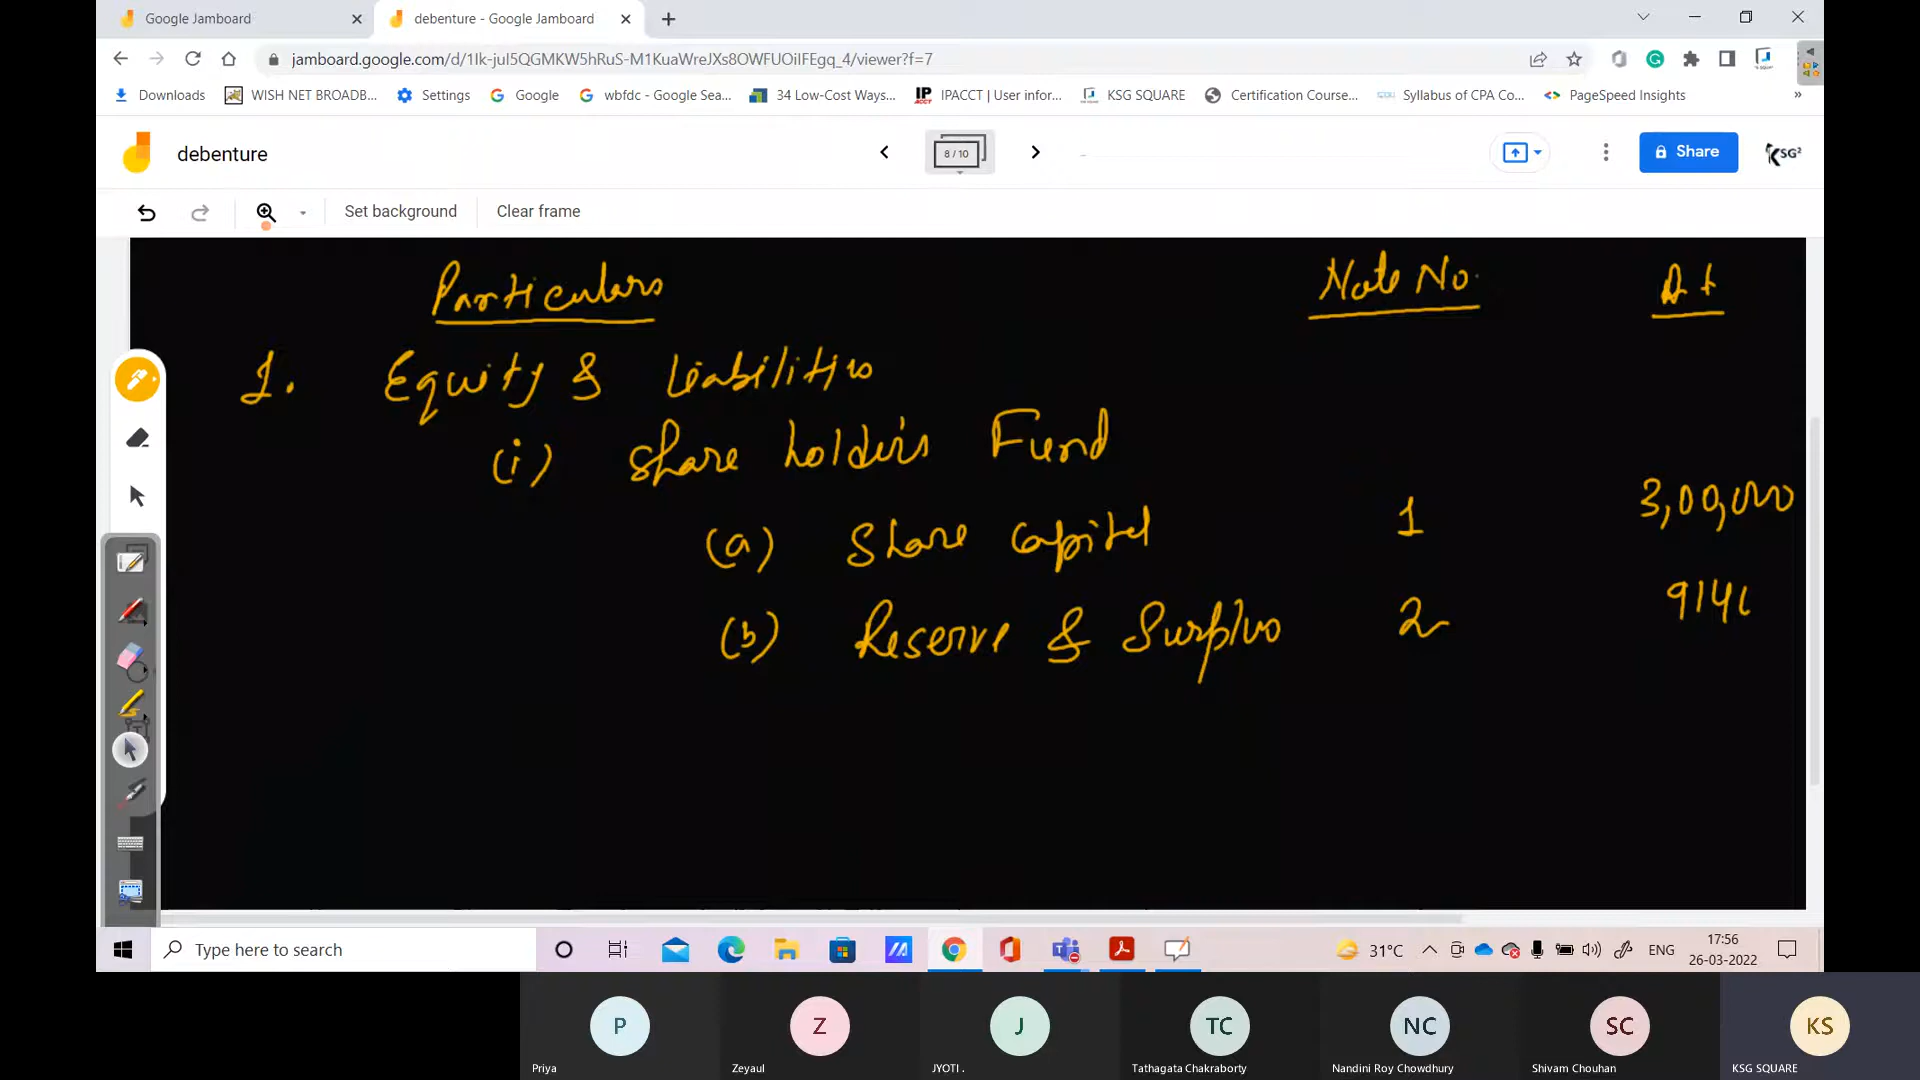 Google Jamboard
debenture - Google Jamboard
jamboard.google.com/d/1Ik-jul5QGMKW5hRuS-M1KuaWreJXs8OWFUOiIFEgq_4/viewer?f=7
Downloads WISH NET BROADB... Settings Google wbfdc - Google Sea... 34 Low-Cost Ways... IPACCT | User infor... KSG SQUARE Certification Course... Syllabus of CPA Co... PageSpeed Insights
debenture 8 / 10 Share KSG²
Set background Clear frame
Particulars Note No.
I. Equity & Liabilities
(i) Share holder's Fund
(a) Share Capital 1 3,00,000
(b) Reserve & Surplus 2
Type here to search 31°C ENG 17:56
26-03-2022
P Z J TC NC SC KS
Priya Zeyaul JYOTI . Tathagata Chakraborty Nandini Roy Chowdhury Shivam Chouhan KSG SQUARE